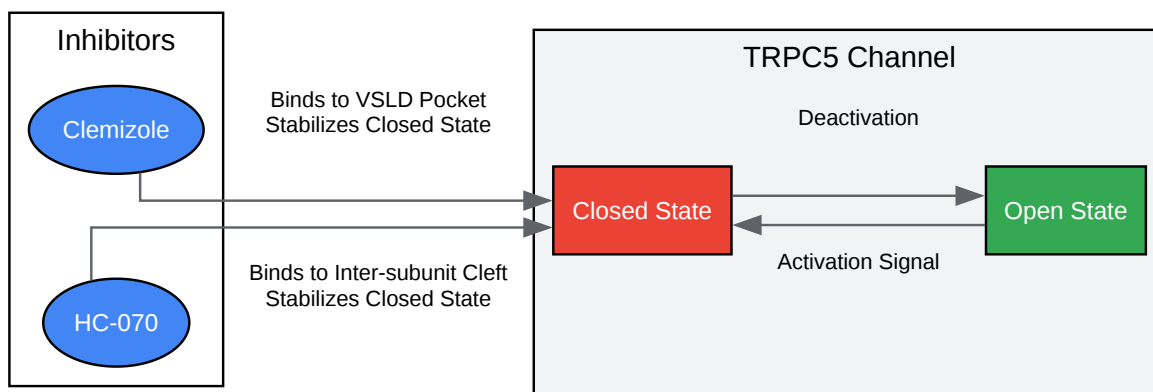 Inhibitors
Clemizole
HC-070
Binds to VSLD Pocket
Stabilizes Closed State
Binds to Inter-subunit Cleft
Stabilizes Closed State
TRPC5 Channel
Deactivation
Closed State
Open State
Activation Signal